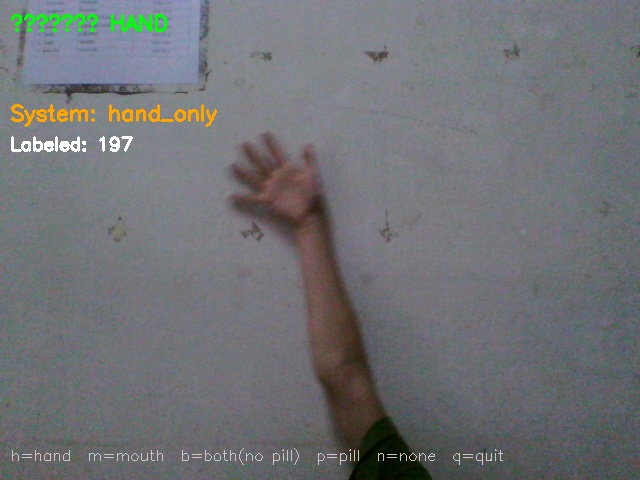 ??????? HAND
System: hand_only
Labeled: 197
h=hand m=mouth b=both(no pill) p=pill n=none q=quit